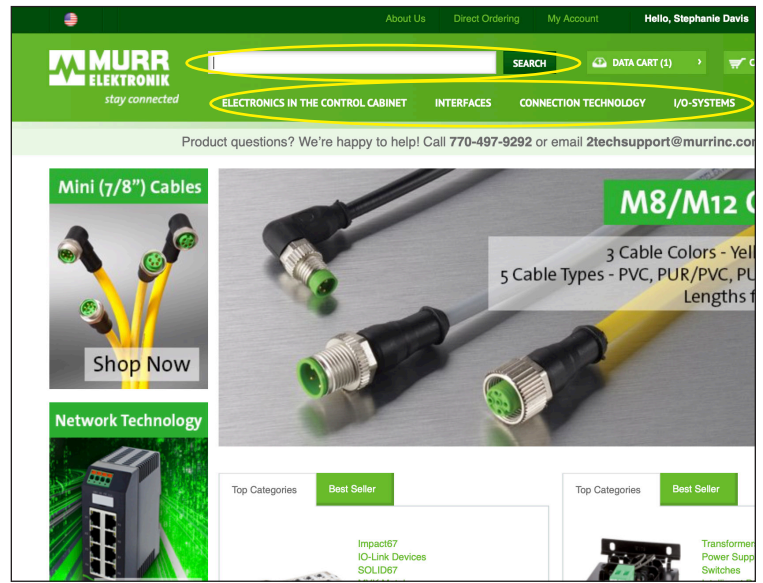 About Us Direct Ordering My Account Hello, Stephanie Davis
MURR
ELEKTRONIK
stay connected
SEARCH
DATA CART (1)
ELECTRONICS IN THE CONTROL CABINET INTERFACES CONNECTION TECHNOLOGY I/O-SYSTEMS
Product questions? We're happy to help! Call 770-497-9292 or email 2techsupport@murrinc.com
Mini (7/8") Cables
Shop Now
M8/M12
3 Cable Colors - Yell
5 Cable Types - PVC, PUR/PVC, PU
Lengths f
Network Technology
Top Categories Best Seller
Impact67
IO-Link Devices
SOLID67
Top Categories Best Seller
Transformer
Power Supp
Switches